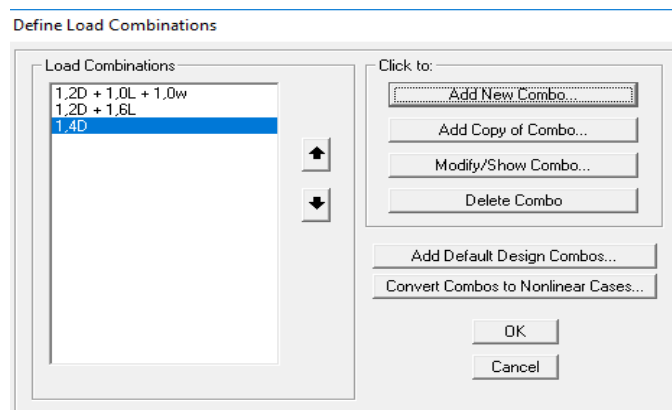 Define Load Combinations
Load Combinations
1,2D + 1,0L + 1,0w
1,2D + 1,6L
1,4D
Click to:
Add New Combo...
Add Copy of Combo...
Modify/Show Combo...
Delete Combo
Add Default Design Combos...
Convert Combos to Nonlinear Cases...
OK
Cancel